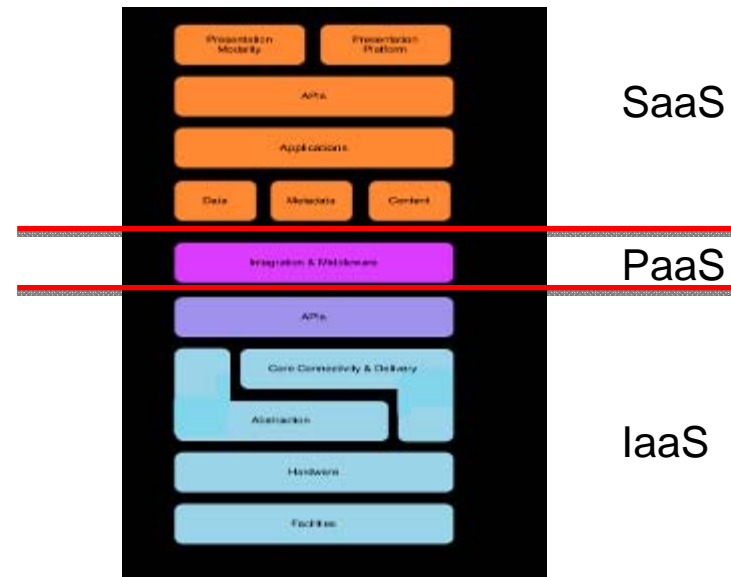 Presentation
Modality
Presentation
Platform
APIs
SaaS
Applications
Data
Metadata
Content
Integration & Middleware
PaaS
APIs
Core Connectivity & Delivery
Abstraction
IaaS
Hardware
Facilities